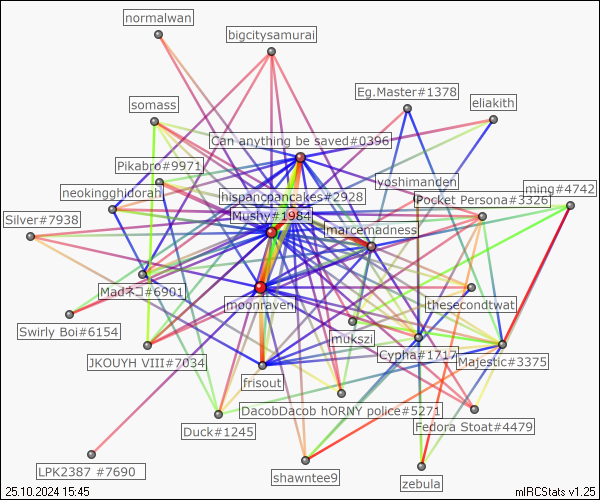 normalwan
bigcitysamurai
Eg.Master#1378
eliakith
somass
Can anything be saved#0396
Pikabro#9971
yoshimanden
ming#4742
neokingghidorah
hispancpancakes#2928
Pocket Persona#3326
Silver#7938
Mushy#1984
marcemadness
Madネコ#6901
moonraven
thesecondtwat
Swirly Boi#6154
mukszi
JKOUYH VIII#7034
Cypha#1717
Majestic#3375
frisout
DacobDacob hORNY police#5271
Duck#1245
Fedora Stoat#4479
LPK2387 #7690
shawntee9
zebula
25.10.2024 15:45
mIRCStats v1.25